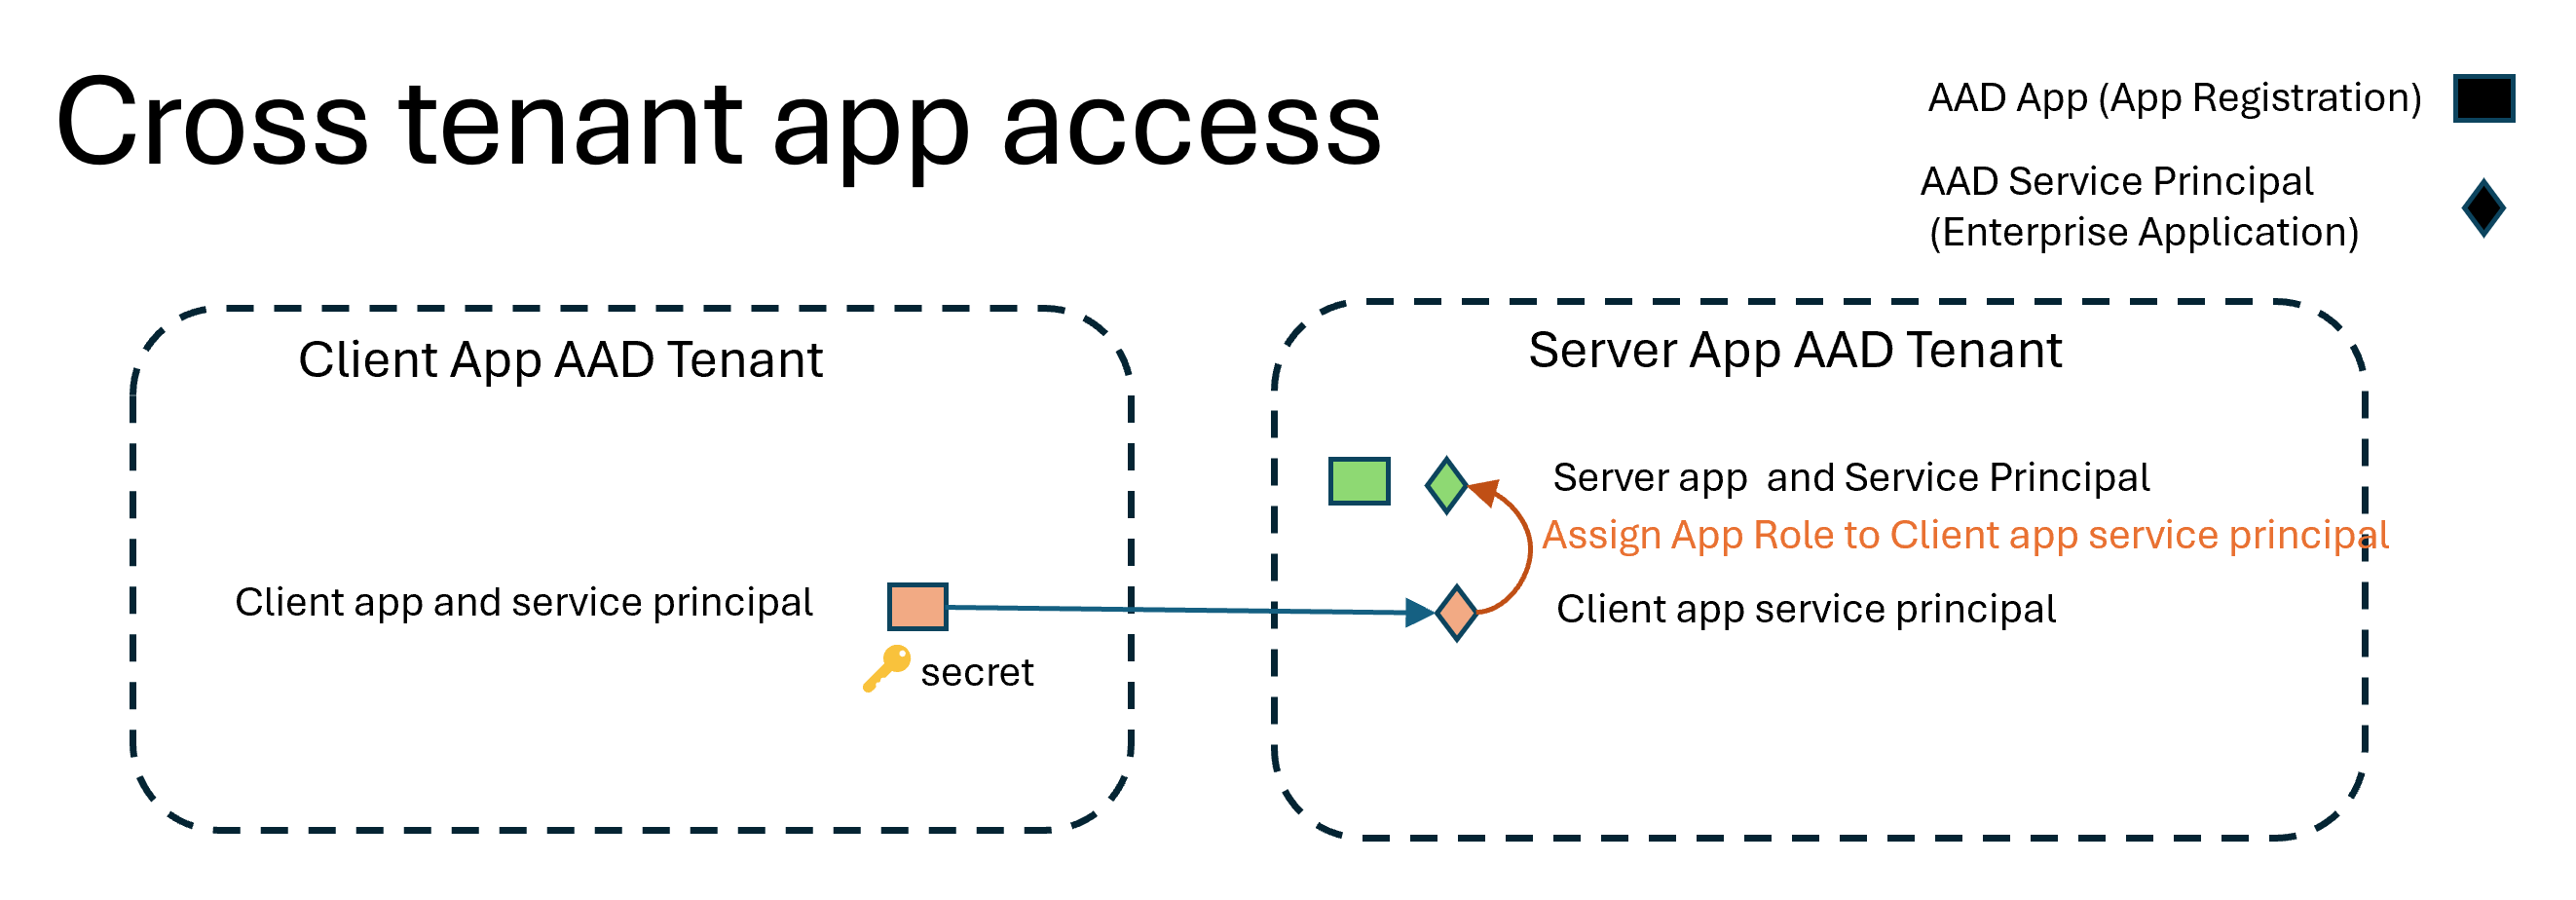 Cross tenant app access
AAD App (App Registration)
AAD Service Principal
(Enterprise Application)
Client App AAD Tenant
Server App AAD Tenant
Server app  and Service Principal
Assign App Role to Client app service principal
Client app and service principal
Client app service principal
secret